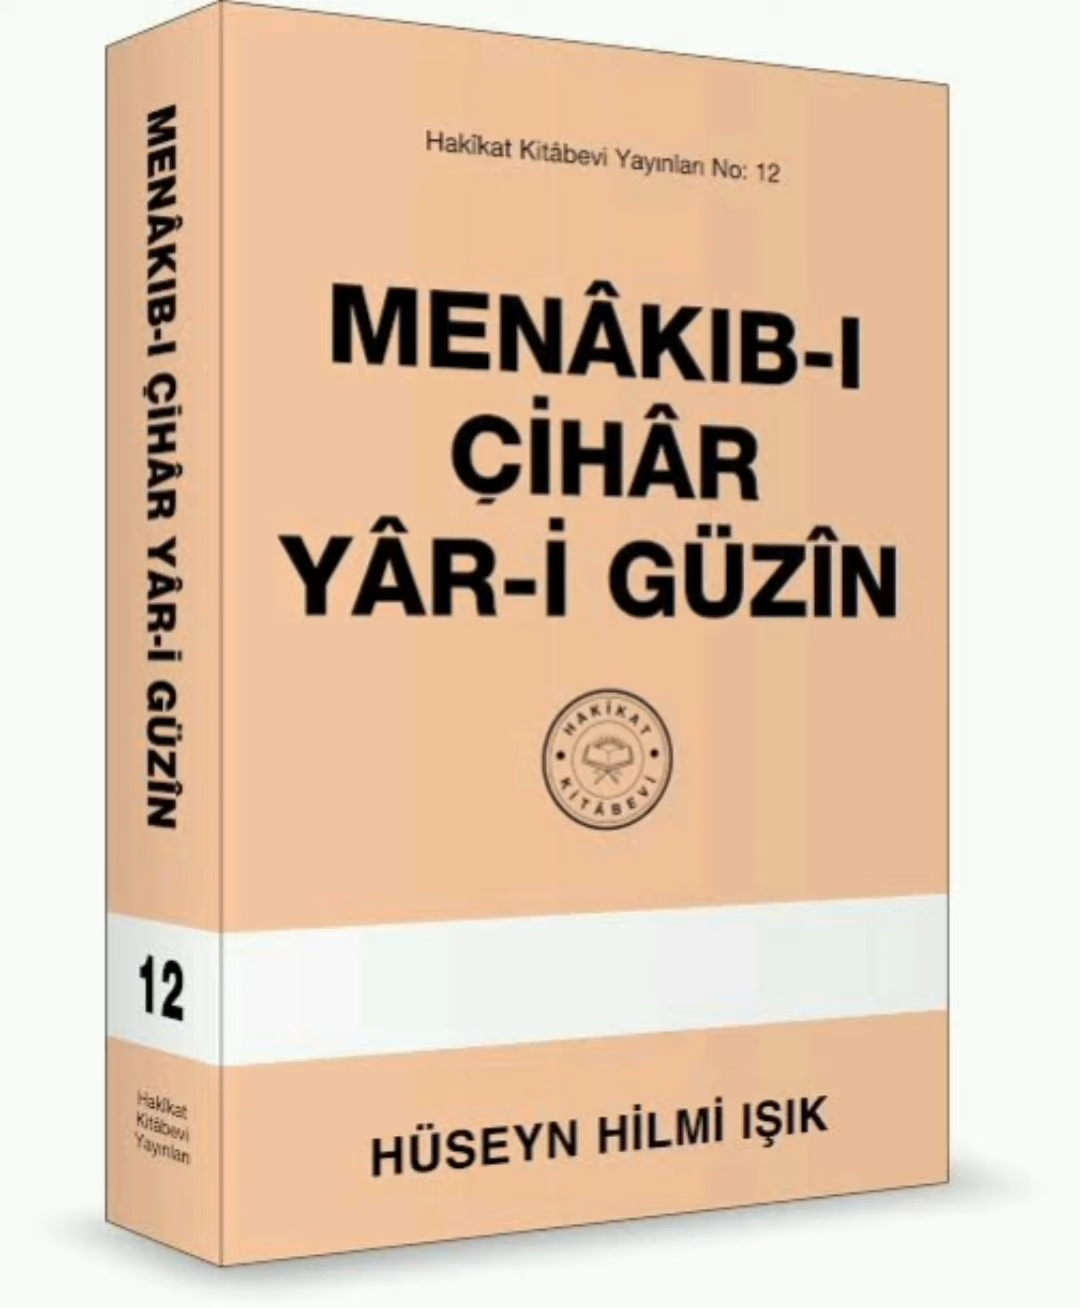 Hakîkat Kitâbevi Yayınları No: 12
MENÂKIB-I
ÇİHÂR
YÂR-İ GÜZÎN
HAKİKAT
KİTÂBEVİ
HÜSEYN HİLMİ IŞIK
MENÂKIB-I ÇİHÂR YÂR-İ GÜZÎN
12
Hakîkat
Kitâbevi
Yayınları